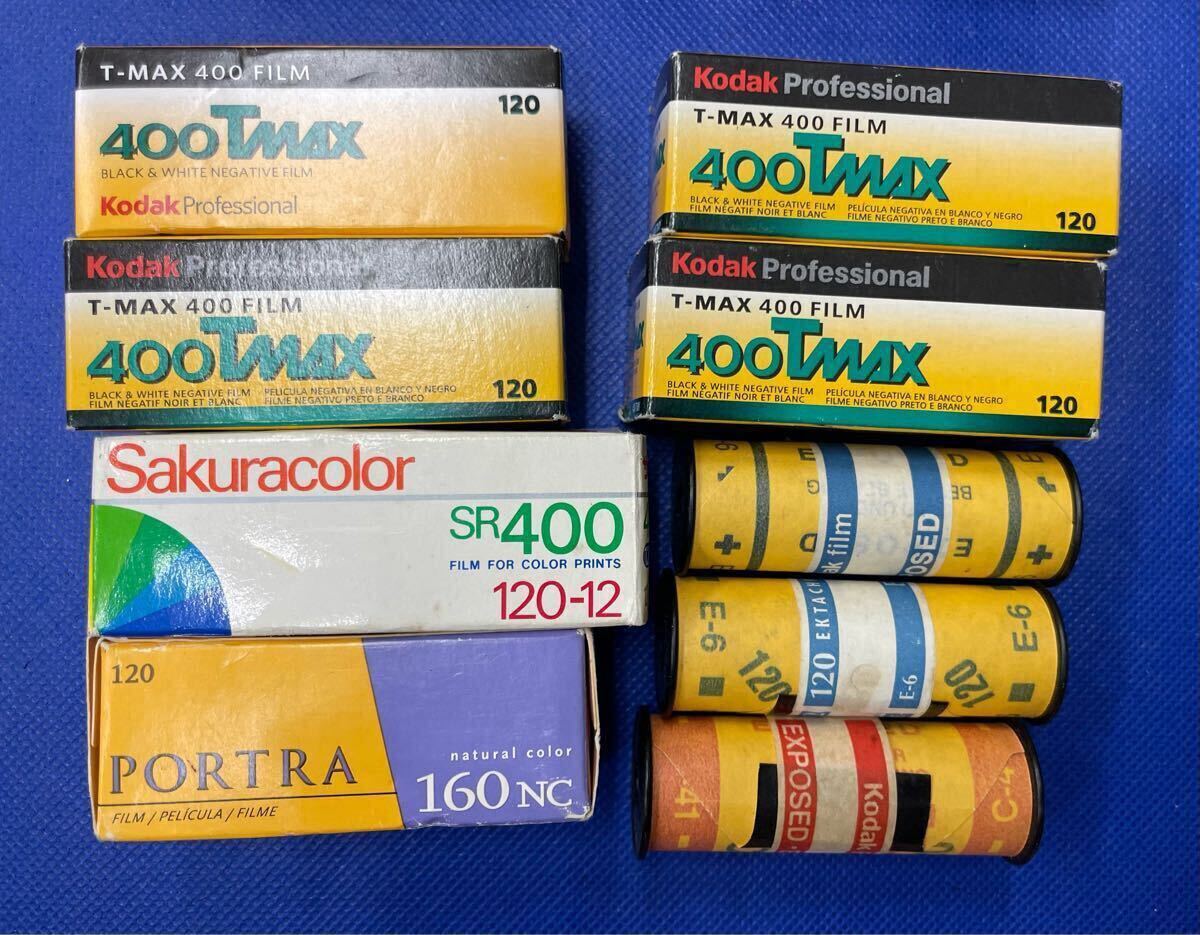 T-MAX 400 FILM
400TMAX
120
BLACK & WHITE NEGATIVE FILM
Kodak Professional
Kodak Professional
T-MAX 400 FILM
400TMAX
BLACK & WHITE NEGATIVE FILM PELÍCULA NEGATIVA EN BLANCO Y NEGRO
FILM NÉGATIF NOIR ET BLANC FILME NEGATIVO PRETO E BRANCO
120
Kodak Professional
T-MAX 400 FILM
400TMAX
BLACK & WHITE NEGATIVE FILM PELÍCULA NEGATIVA EN BLANCO Y NEGRO
FILM NÉGATIF NOIR ET BLANC FILME NEGATIVO PRETO E BRANCO
120
Kodak Professional
T-MAX 400 FILM
400TMAX
BLACK & WHITE NEGATIVE FILM PELÍCULA NEGATIVA EN BLANCO Y NEGRO
FILM NÉGATIF NOIR ET BLANC FILME NEGATIVO PRETO E BRANCO
120
Sakuracolor
SR400
FILM FOR COLOR PRINTS
120-12
120
PORTRA
FILM / PELÍCULA / FILME
natural color
160NC
film
OSED
E-6
120
120 EKTACH
E-6
120
E-6
41
EXPOSED
Kodak
C-4